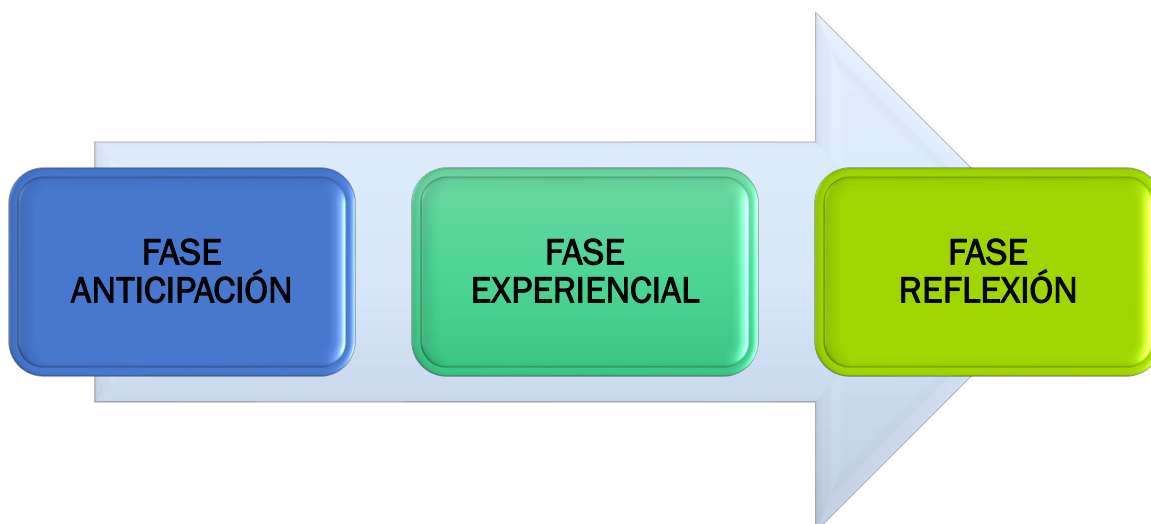 FASE
ANTICIPACIÓN
FASE
EXPERIENCIAL
FASE
REFLEXIÓN